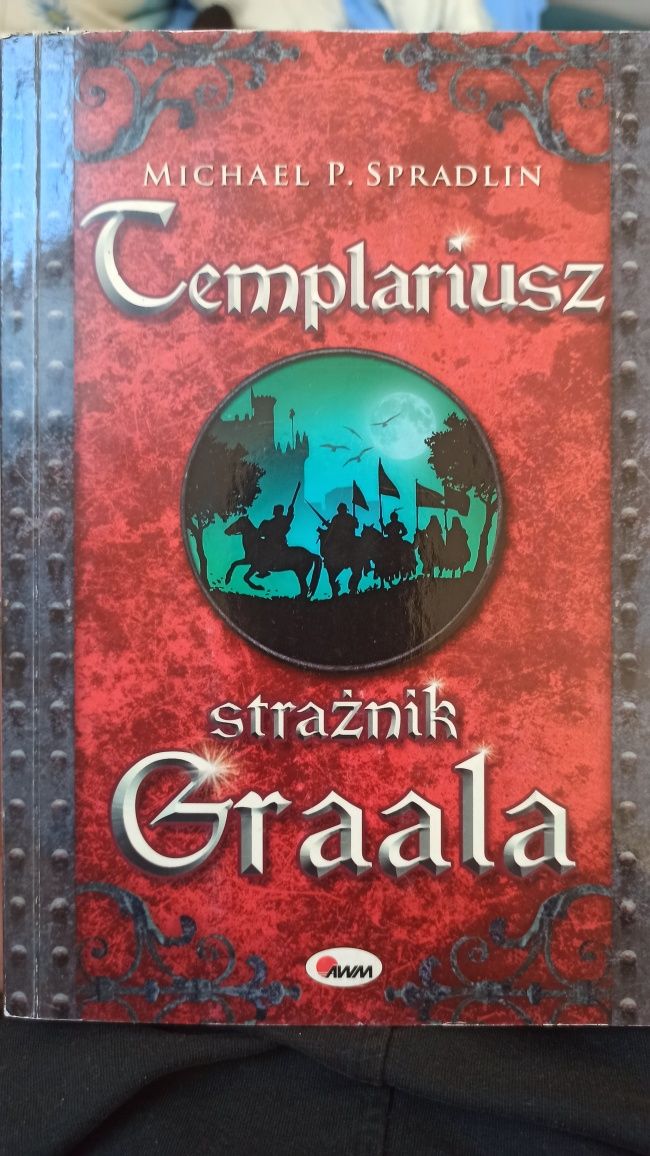 MICHAEL P. SPRADLIN
Templariusz
strażnik
Graala
AWM